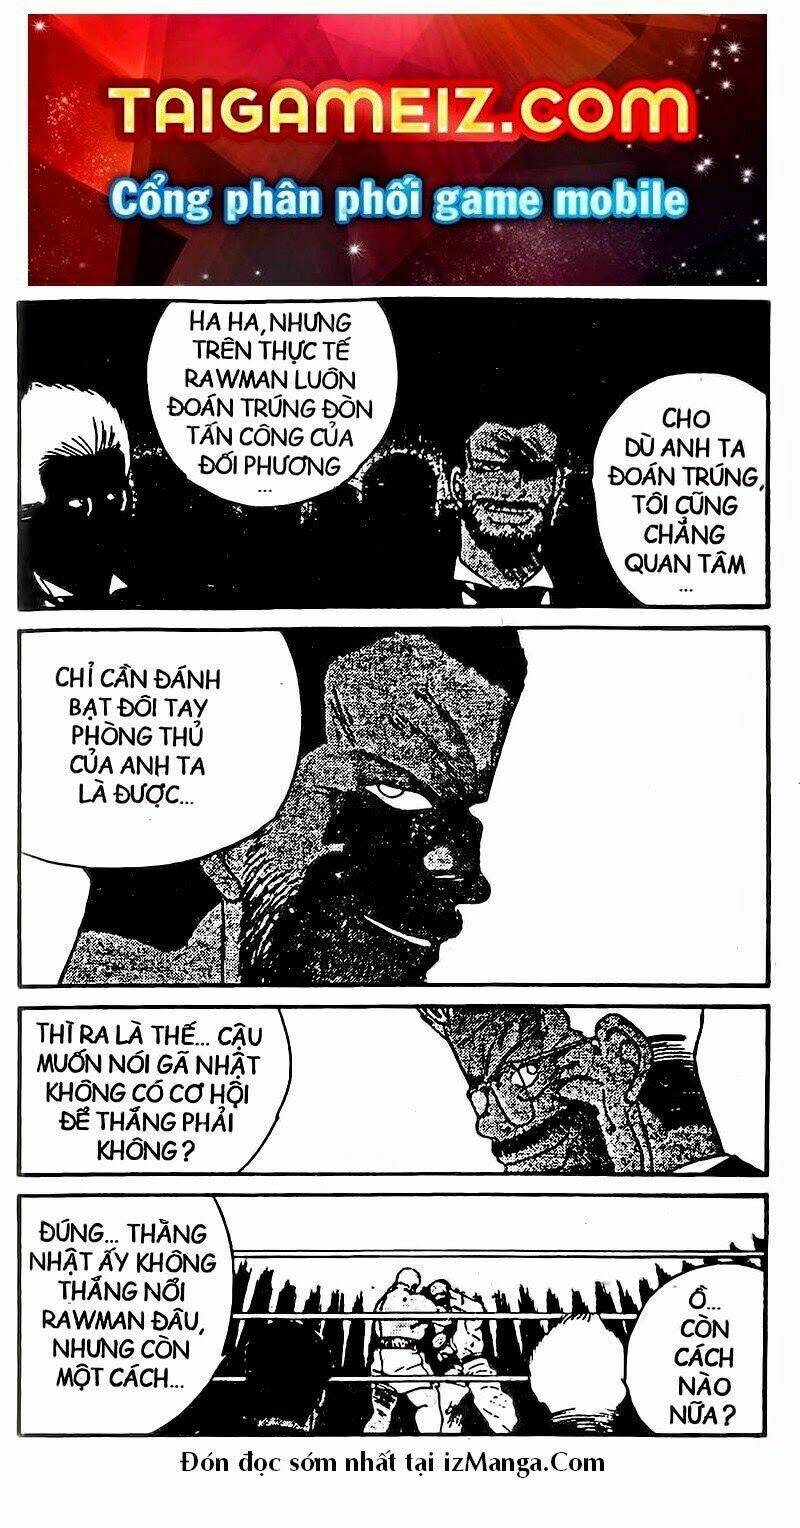 TAIGAMEIZ.COM
Cổng phân phối game mobile
HA HA, NHƯNG
TRÊN THỰC TẾ
RAWMAN LUÔN
ĐOÁN TRÚNG ĐÒN
TẤN CÔNG CỦA
ĐỐI PHƯƠNG
...
CHO
DÙ ANH TA
ĐOÁN TRÚNG,
TÔI CŨNG
CHẲNG
QUAN TÂM
...
CHỈ CẦN ĐÁNH
BẠT ĐÔI TAY
PHÒNG THỦ
CỦA ANH TA
LÀ ĐƯỢC...
THÌ RA LÀ THẾ... CẬU
MUỐN NÓI GÃ NHẬT
KHÔNG CÓ CƠ HỘI
ĐỂ THẮNG PHẢI
KHÔNG?
ĐÚNG... THẰNG
NHẬT ẤY KHÔNG
THẮNG NỔI
RAWMAN ĐÂU,
NHƯNG CÒN
MỘT CÁCH...
Ồ...
CÒN
CÁCH
NÀO
NỮA?
Đón đọc sớm nhất tại izManga.Com